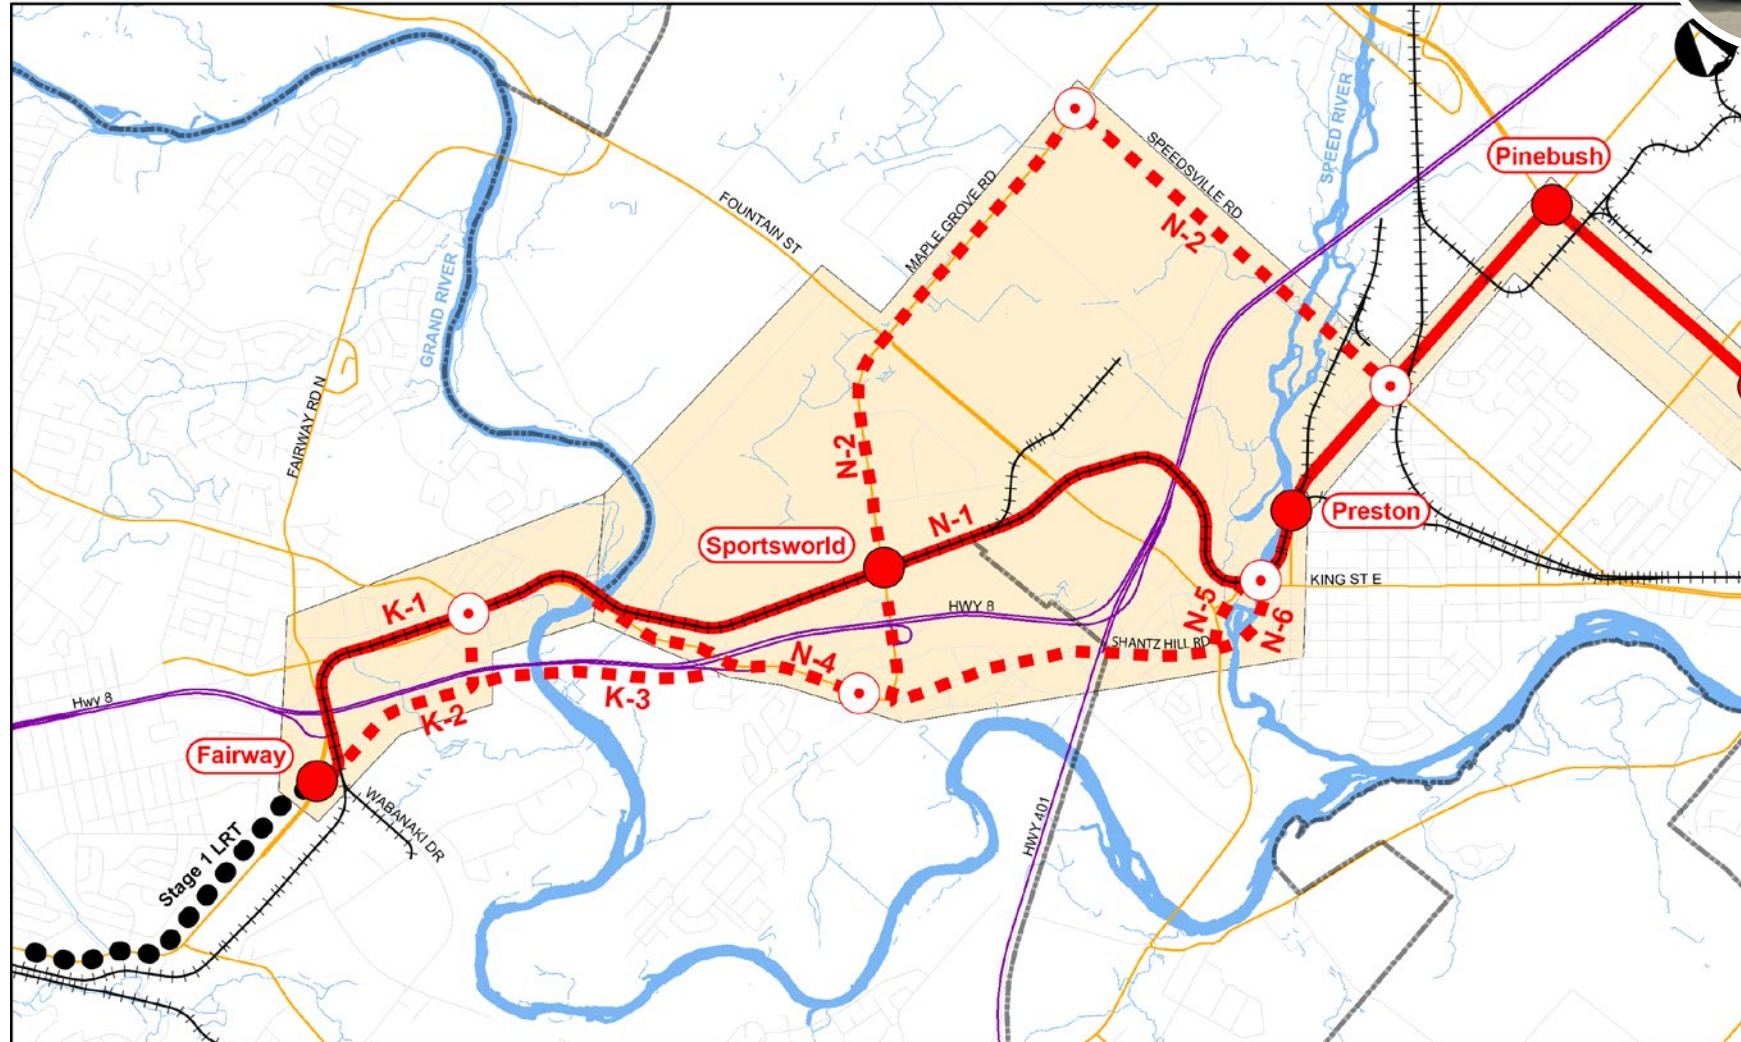 SPEED RIVER
Pinebush
SPEEDSVILLE RD
MAPLE GROVE RD
N-2
FOUNTAIN ST
GRAND RIVER
FAIRWAY RD N
N-2
Preston
N-1
Sportsworld
KING ST E
K-1
HWY 8
N-5
N-6
SHANTZ HILL RD
N-4
K-3
Hwy 8
K-2
Fairway
WABANAKI DR
HWY 401
Stage 1 LRT